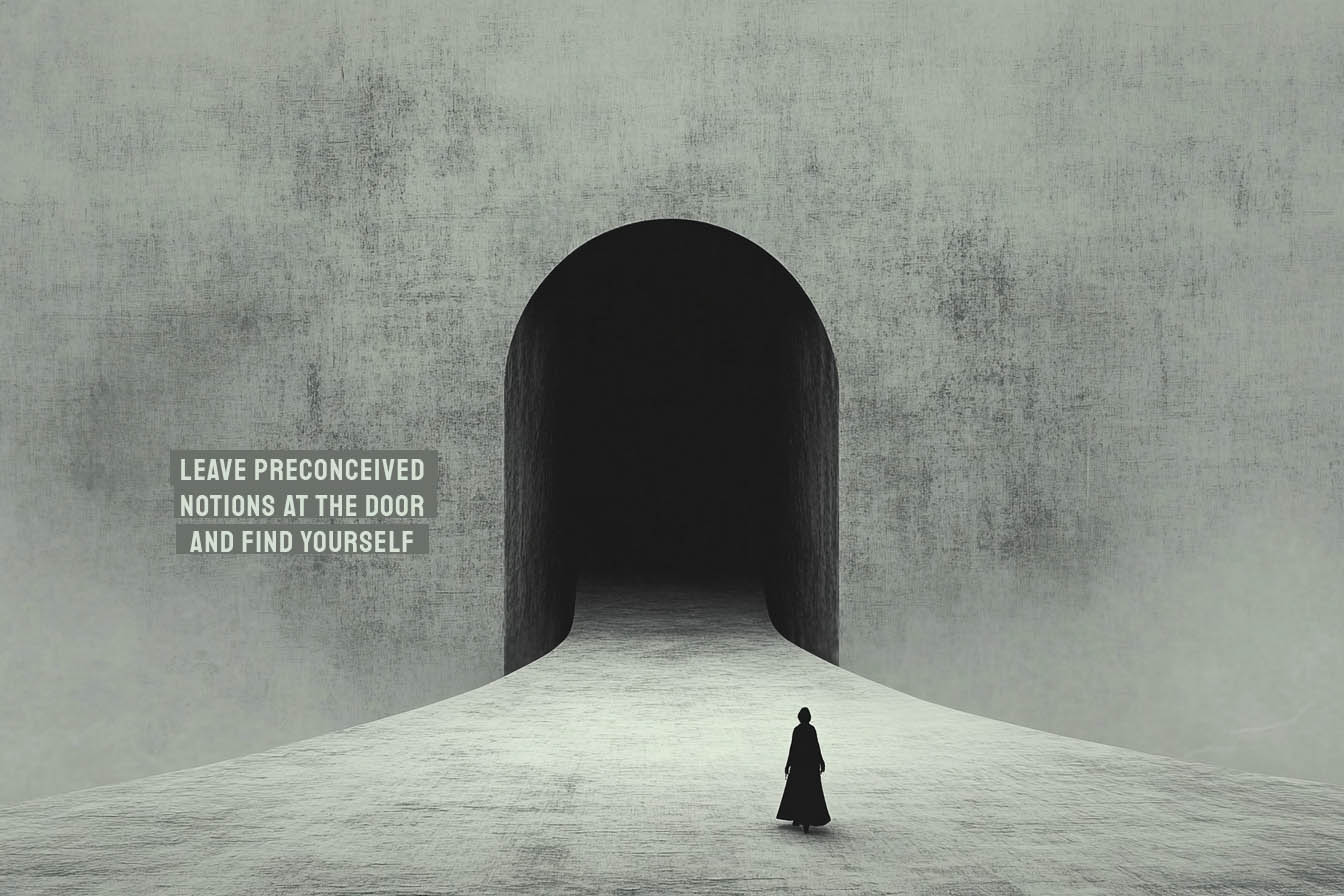 LEAVE PRECONCEIVED
NOTIONS AT THE DOOR
AND FIND YOURSELF